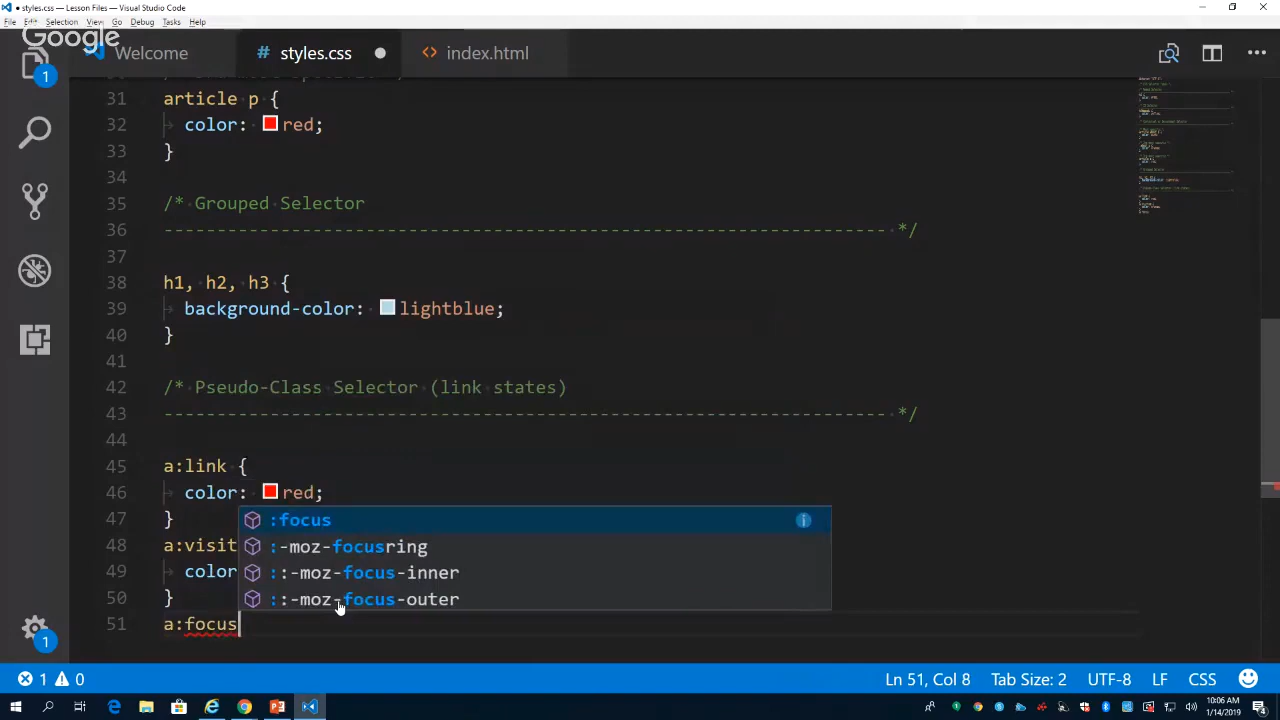 • styles.css — Lesson Files — Visual Studio Code
File Edit Selection View Go Debug Tasks Help
Google
Welcome
# styles.css ●
<> index.html
31 article p {
32 color: red;
33 }
34
35 /* Grouped Selector
36 ---------------------------------------------------------------------- */
37
38 h1, h2, h3 {
39 background-color: lightblue;
40 }
41
42 /* Pseudo-Class Selector (link states)
43 ---------------------------------------------------------------------- */
44
45 a:link {
46 color: red;
47 }
48 a:visit
49 color
50 }
51 a:focus
:focus
:-moz-focusring
::-moz-focus-inner
::-moz-focus-outer
1
1
1 0
Ln 51, Col 8 Tab Size: 2 UTF-8 LF CSS
10:06 AM
1/14/2019